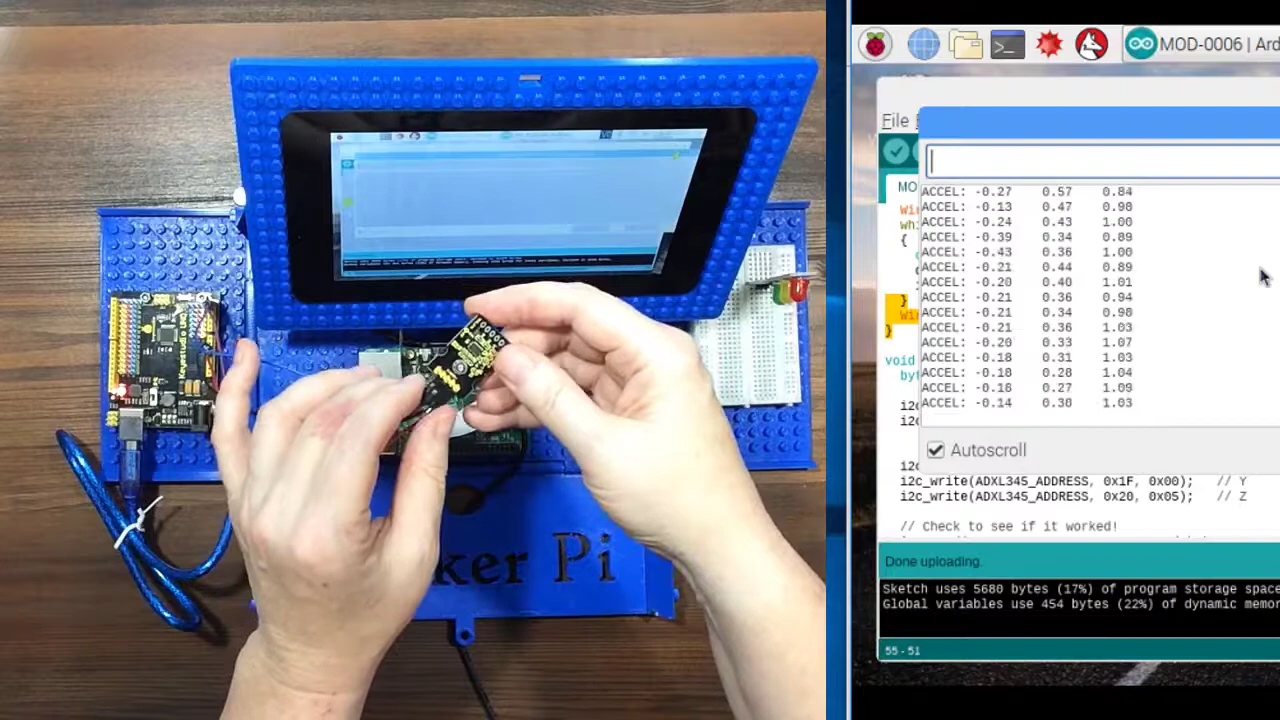 ker Pi
MOD-0006 | Ard
File
MO
ACCEL: -0.27 0.57 0.84
ACCEL: -0.13 0.47 0.98
ACCEL: -0.24 0.43 1.00
ACCEL: -0.39 0.34 0.89
ACCEL: -0.43 0.36 1.00
ACCEL: -0.21 0.44 0.89
ACCEL: -0.20 0.40 1.01
ACCEL: -0.21 0.36 0.94
ACCEL: -0.21 0.34 0.98
ACCEL: -0.21 0.36 1.03
ACCEL: -0.20 0.33 1.07
ACCEL: -0.18 0.31 1.03
ACCEL: -0.18 0.28 1.04
ACCEL: -0.16 0.27 1.09
ACCEL: -0.14 0.30 1.03
Autoscroll
void
i2c_write(ADXL345_ADDRESS, 0x1F, 0x00); // Y
i2c_write(ADXL345_ADDRESS, 0x20, 0x05); // Z
// Check to see if it worked!
Done uploading.
Sketch uses 5680 bytes (17%) of program storage space
Global variables use 454 bytes (22%) of dynamic memor
55 - 51